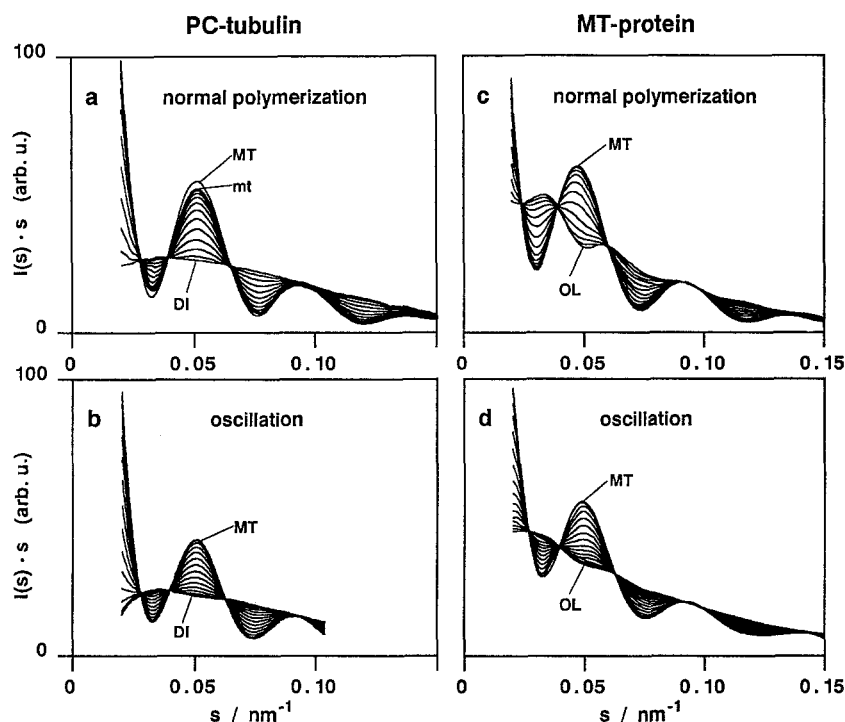 PC-tubulin
MT-protein
100
a
normal polymerization
MT
mt
DI
0
0
0.05
0.10
I(s) · s (arb. u.)
c
normal polymerization
MT
OL
0
0.05
0.10
0.15
100
b
oscillation
MT
DI
0
0
0.05
0.10
I(s) · s (arb. u.)
s / nm⁻¹
d
oscillation
MT
OL
0
0.05
0.10
0.15
s / nm⁻¹